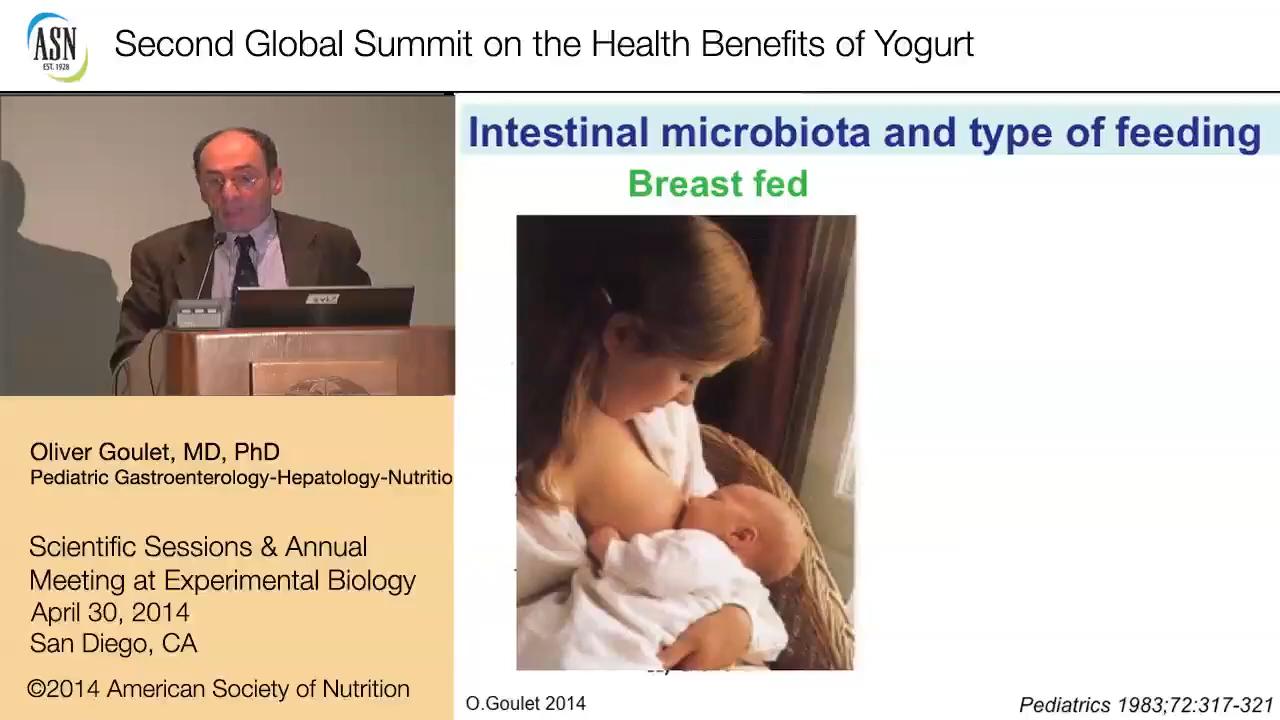 ASN
EST. 1928
Second Global Summit on the Health Benefits of Yogurt
Intestinal microbiota and type of feeding
Breast fed
Oliver Goulet, MD, PhD
Pediatric Gastroenterology-Hepatology-Nutritio
Scientific Sessions & Annual
Meeting at Experimental Biology
April 30, 2014
San Diego, CA
©2014 American Society of Nutrition
O.Goulet 2014
Pediatrics 1983;72:317-321